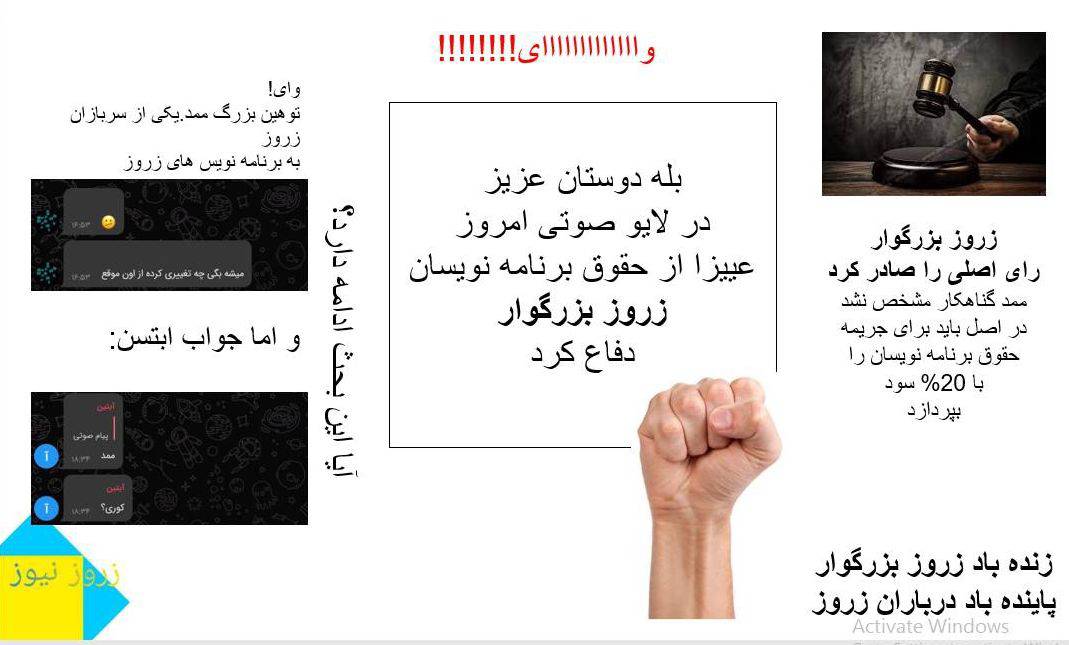 واااااااااااااای!!!!!!!!
زروز بزرگوار
رای اصلی را صادر کرد
ممد گناهکار مشخص نشد
در اصل باید برای جریمه
حقوق برنامه نویسان را
با 20% سود
بپردازد
بله دوستان عزیز
در لایو صوتی امروز
عییزا از حقوق برنامه نویسان
زروز بزرگوار
دفاع کرد
آیا این بحث ادامه دارد؟
وای!
توهین بزرگ ممد.یکی از سربازان
زروز
به برنامه نویس های زروز
۱۶:۵۳
میشه بگی چه تغییری کرده از اون موقع
۱۶:۵۳
و اما جواب ابتسن:
آبتین
پیام صوتی
ممد
۱۸:۳۴
آ
آبتین
کوری؟
۱۸:۳۴
آ
زروز نیوز
زنده باد زروز بزرگوار
پاینده باد درباران زروز
Activate Windows